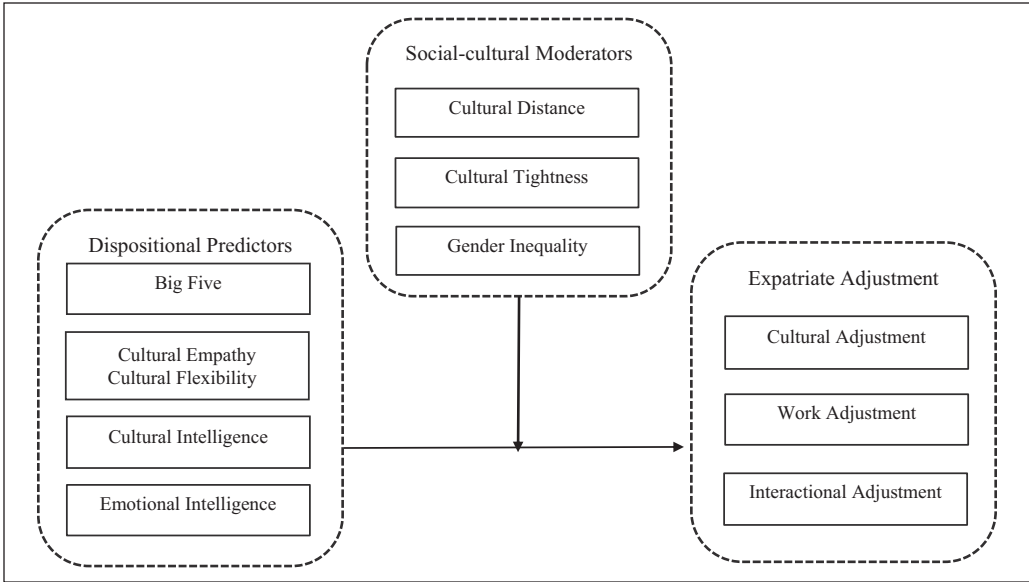 Social-cultural Moderators
Cultural Distance
Cultural Tightness
Gender Inequality
Dispositional Predictors
Big Five
Cultural Empathy
Cultural Flexibility
Cultural Intelligence
Emotional Intelligence
Expatriate Adjustment
Cultural Adjustment
Work Adjustment
Interactional Adjustment